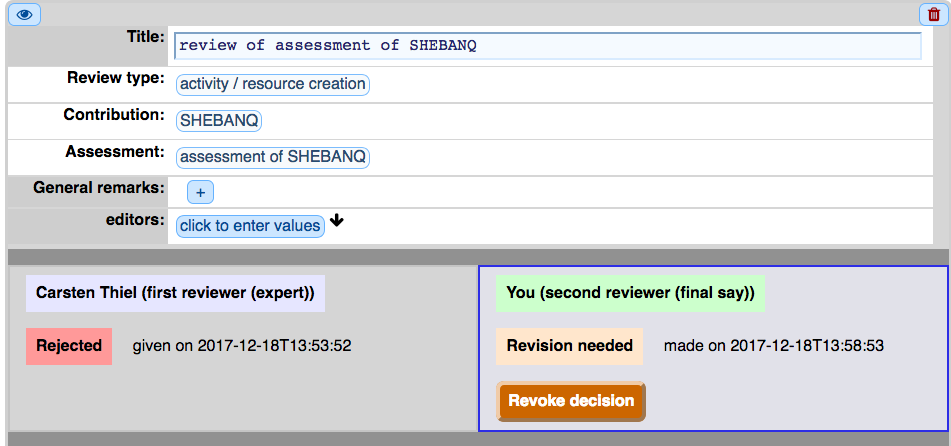 Title: review of assessment of SHEBANQ
Review type: activity / resource creation
Contribution: SHEBANQ
Assessment: assessment of SHEBANQ
General remarks: +
editors: click to enter values
Carsten Thiel (first reviewer (expert))
Rejected given on 2017-12-18T13:53:52
You (second reviewer (final say))
Revision needed made on 2017-12-18T13:58:53
Revoke decision